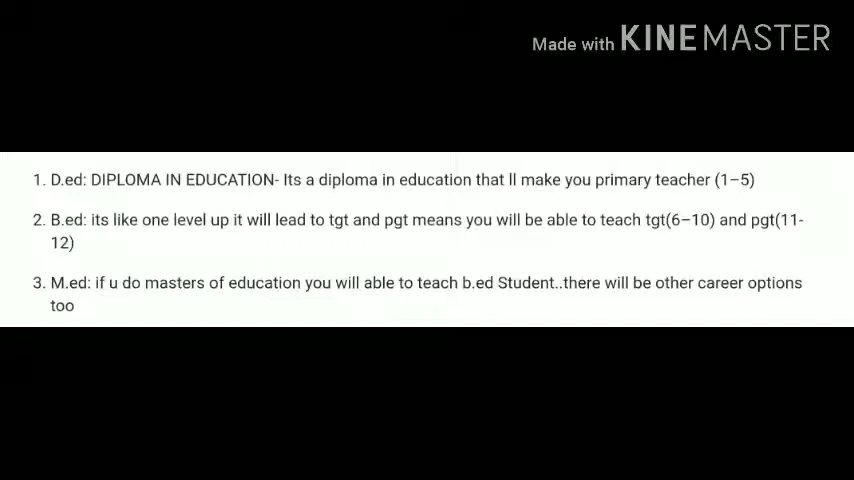 Made with KINEMASTER
1. D.ed: DIPLOMA IN EDUCATION- Its a diploma in education that ll make you primary teacher (1–5)
2. B.ed: its like one level up it will lead to tgt and pgt means you will be able to teach tgt(6–10) and pgt(11-
12)
3. M.ed: if u do masters of education you will able to teach b.ed Student..there will be other career options
too